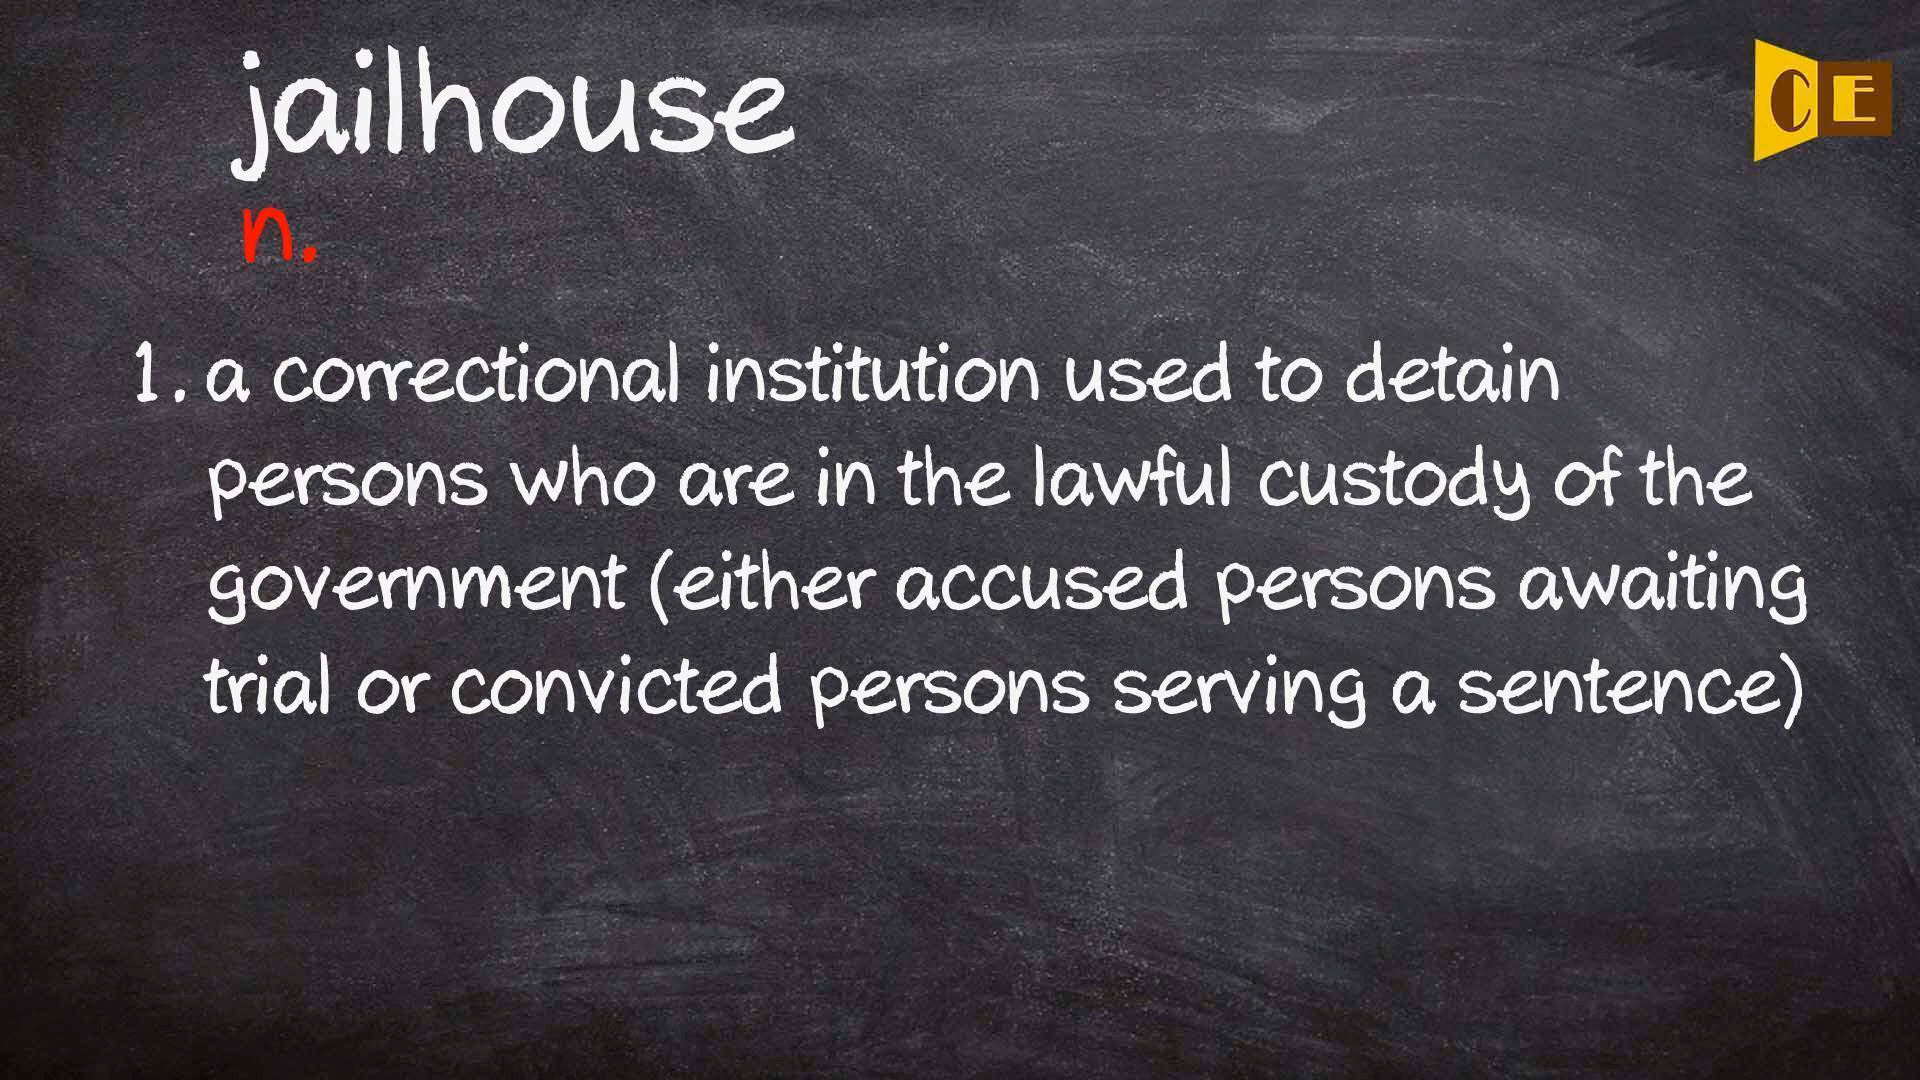 jailhouse
CE
n.
1. a correctional institution used to detain
persons who are in the lawful custody of the
government (either accused persons awaiting
trial or convicted persons serving a sentence)